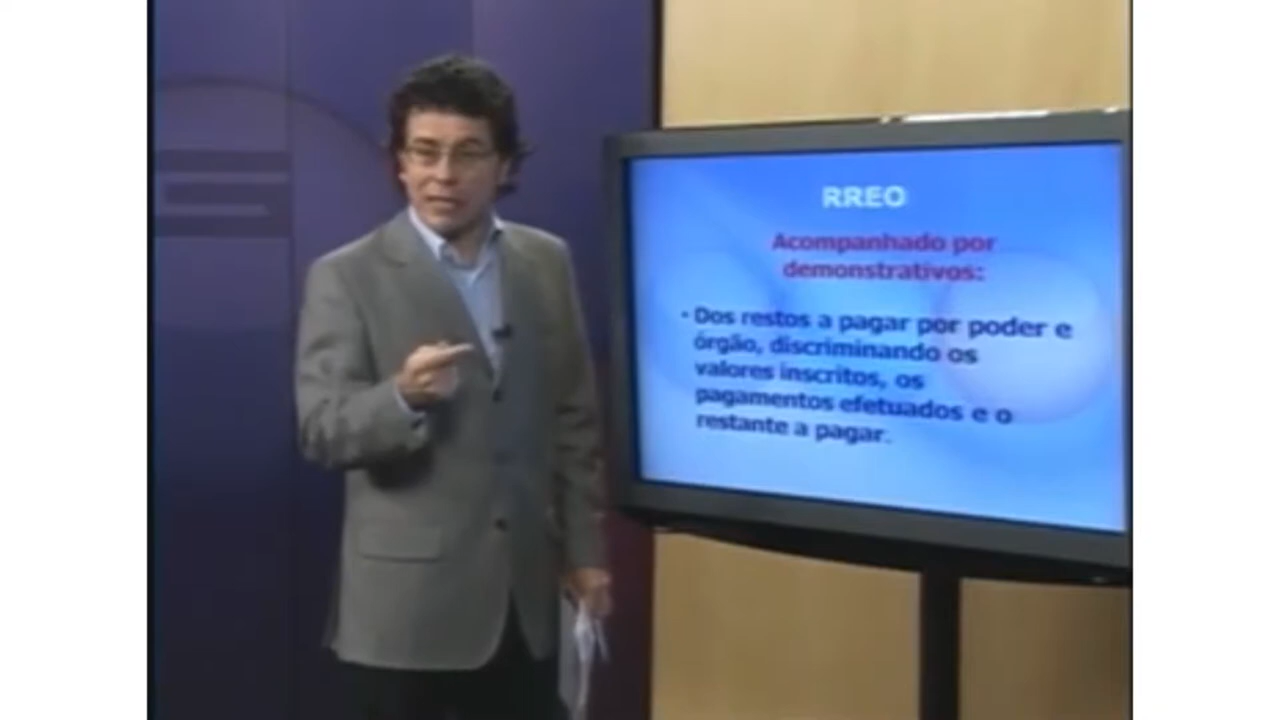 RREO
Acompanhado por
demonstrativos:
• Dos restos a pagar por poder e
órgão, discriminando os
valores inscritos, os
pagamentos efetuados e o
restante a pagar.